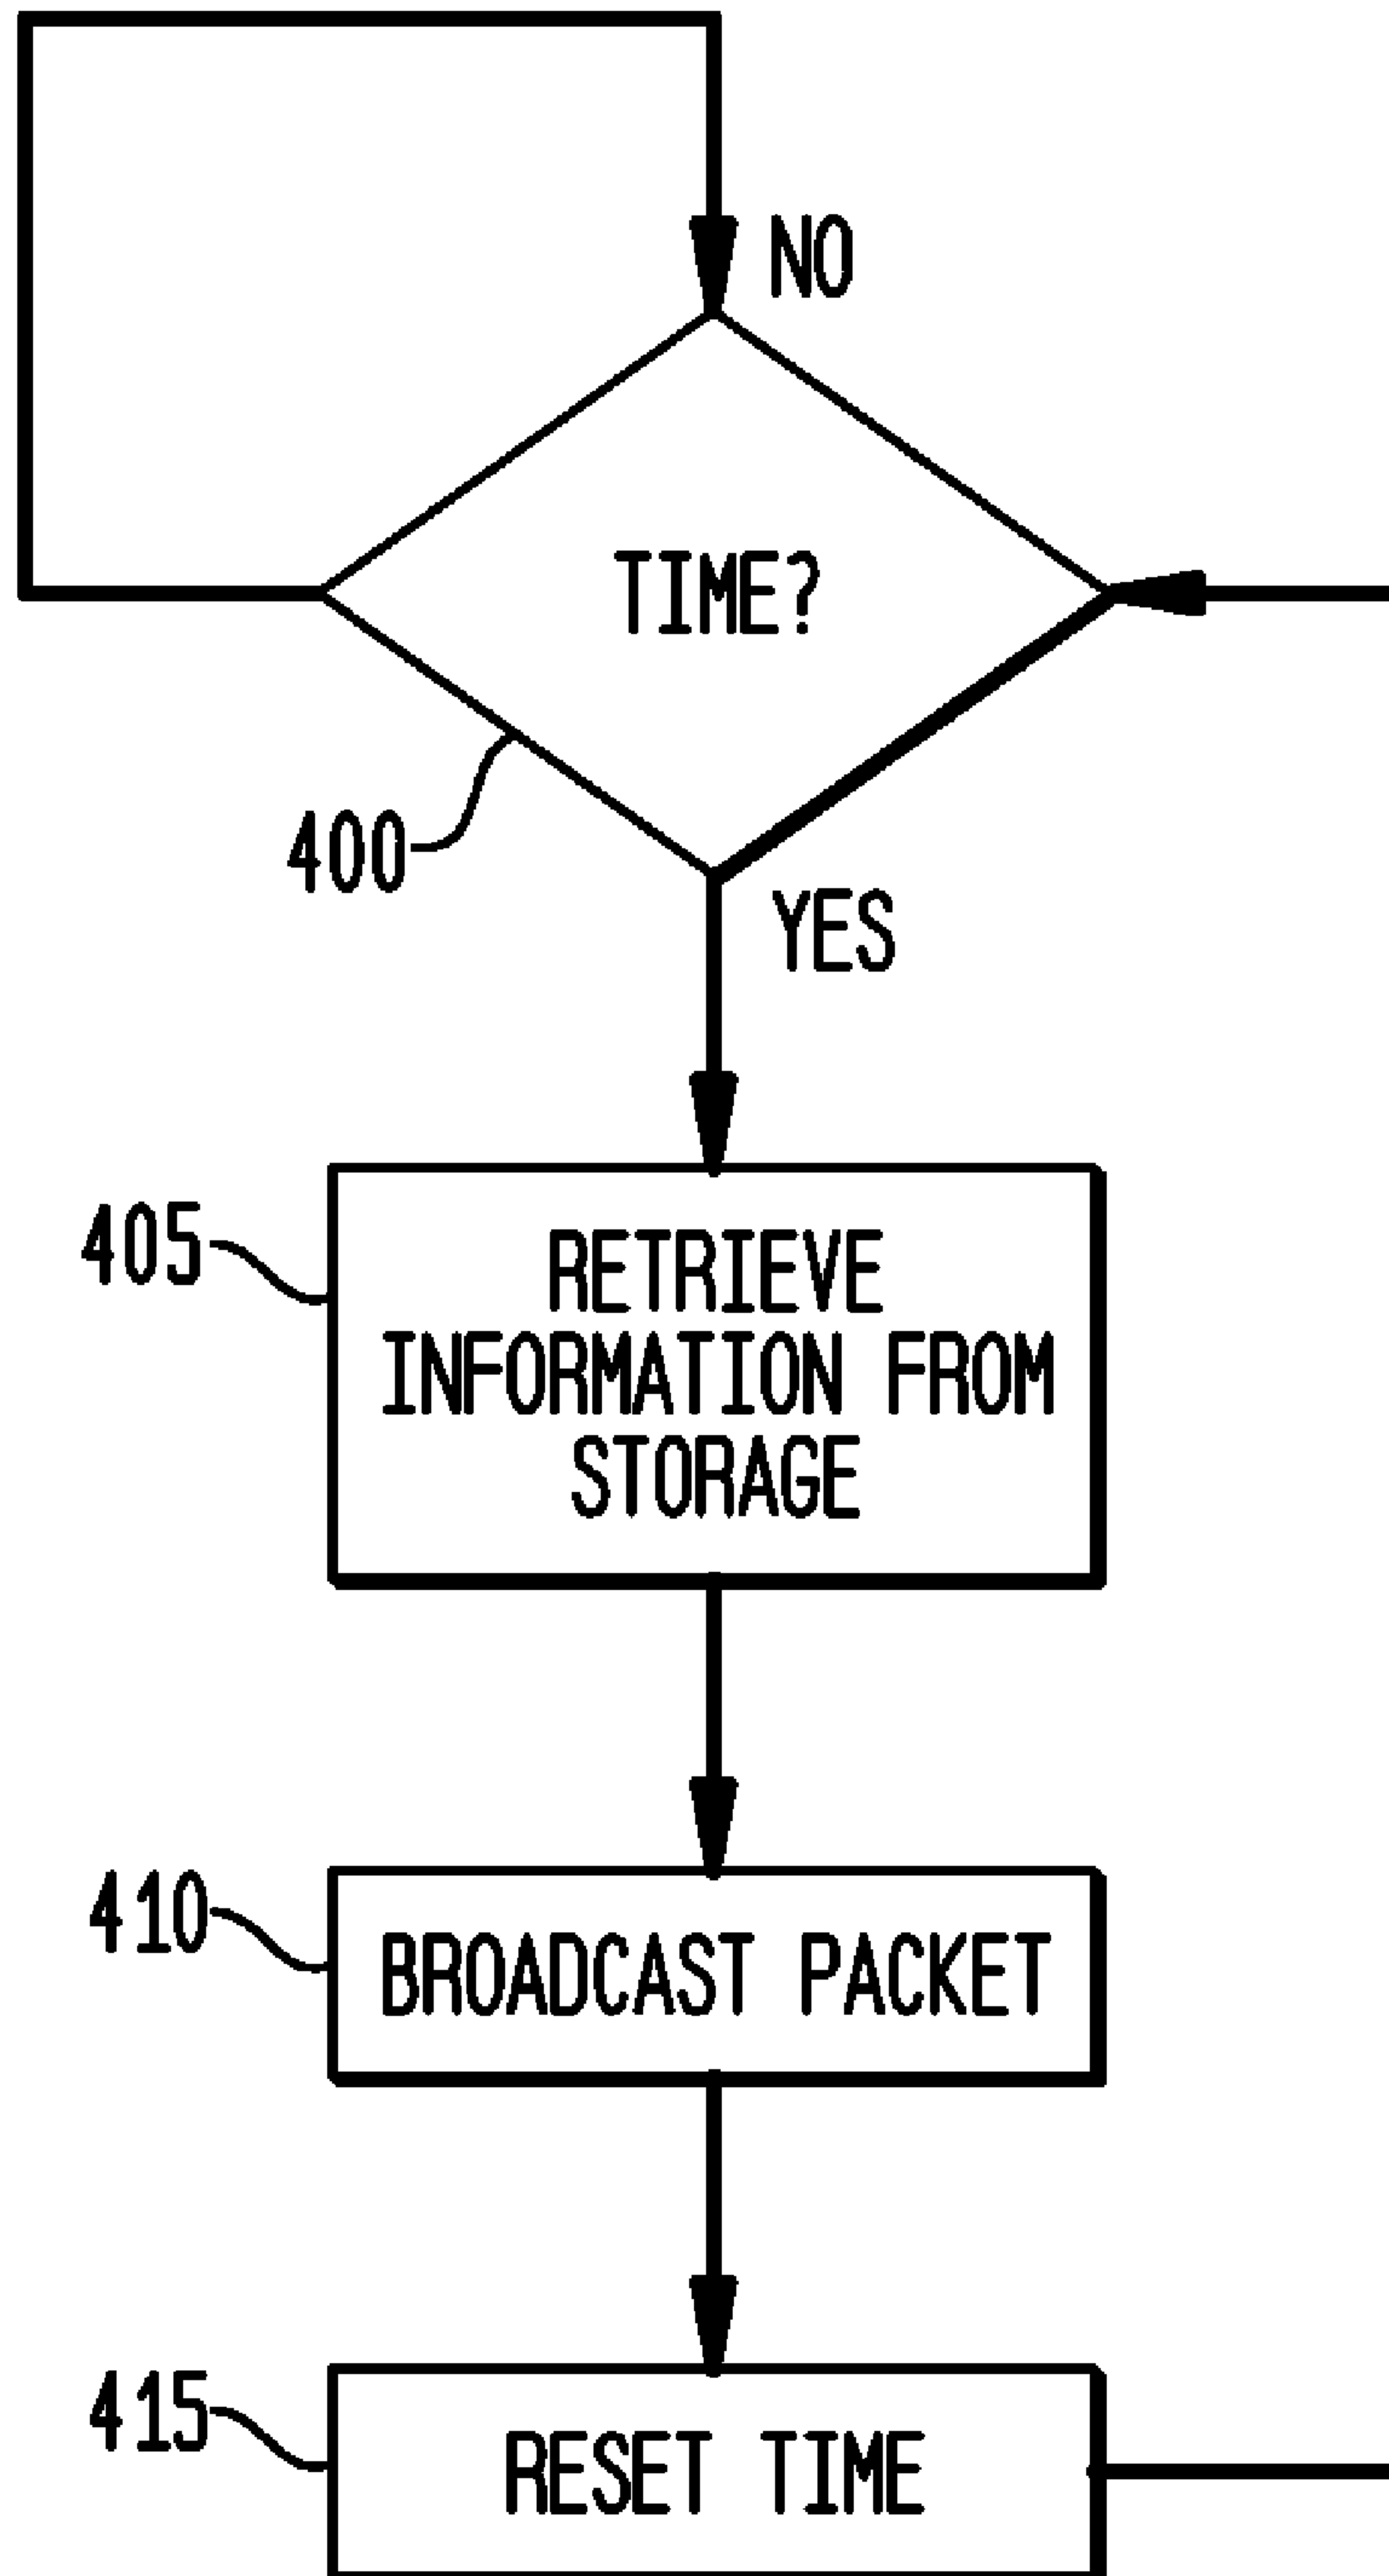 NO
TIME?
400
YES
405
RETRIEVE
INFORMATION FROM
STORAGE
410
BROADCAST PACKET
415
RESET TIME